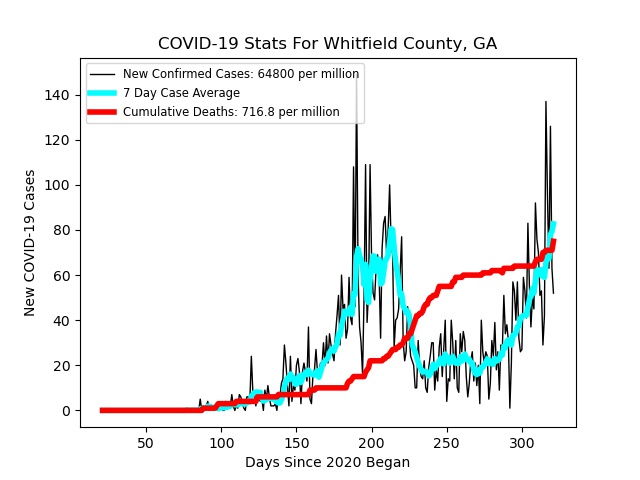 COVID-19 Stats For Whitfield County, GA
New Confirmed Cases: 64800 per million
7 Day Case Average
Cumulative Deaths: 716.8 per million
New COVID-19 Cases
140
120
100
80
60
40
20
0
50 100 150 200 250 300
Days Since 2020 Began